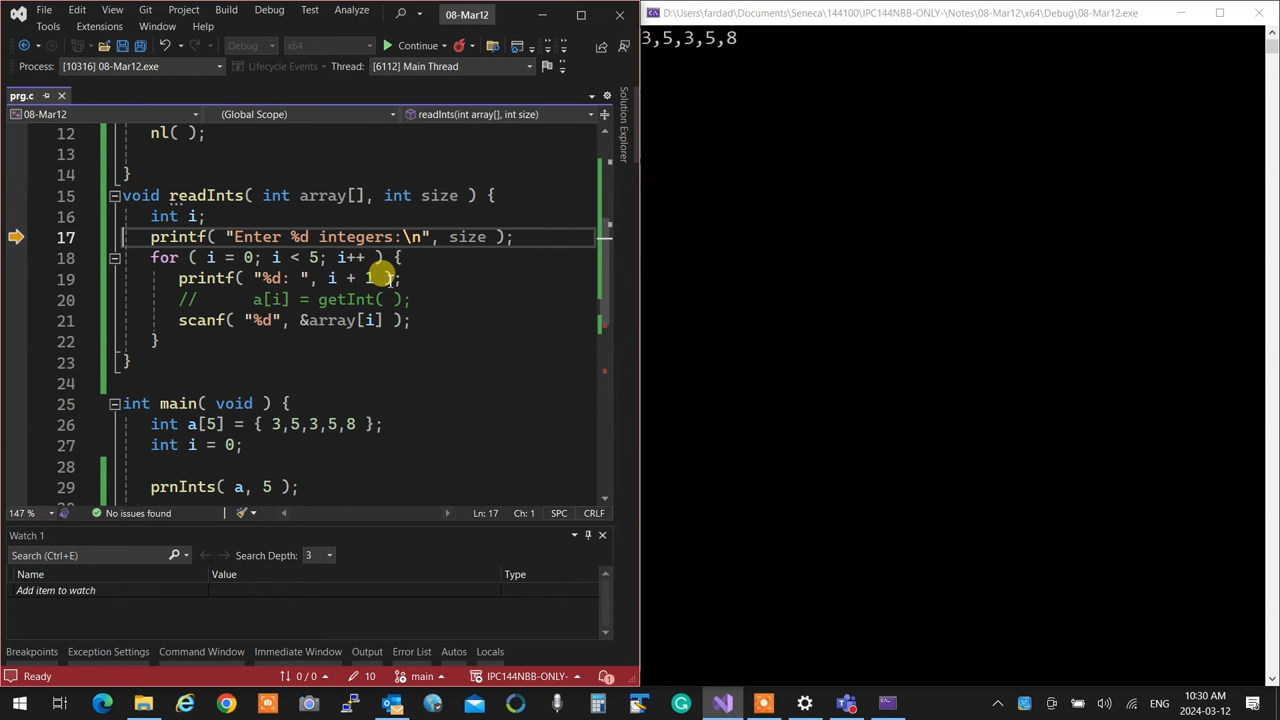 File Edit View Git Project Build Debug Test Analyze 08-Mar12
Tools Extensions Window Help
Debug x64 Continue
Process: [10316] 08-Mar12.exe Lifecycle Events Thread: [6112] Main Thread
prg.c
08-Mar12 (Global Scope) readInts(int array[], int size)
12 nl( );
13
14 }
15 void readInts( int array[], int size ) {
16 int i;
17 printf( "Enter %d integers:\n", size );
18 for ( i = 0; i < 5; i++ ) {
19 printf( "%d: ", i + 1 );
20 // a[i] = getInt( );
21 scanf( "%d", &array[i] );
22 }
23 }
24
25 int main( void ) {
26 int a[5] = { 3,5,3,5,8 };
27 int i = 0;
28
29 prnInts( a, 5 );
147 % No issues found Ln: 17 Ch: 1 SPC CRLF
Watch 1
Search (Ctrl+E) Search Depth: 3
Name Value Type
Add item to watch
Breakpoints Exception Settings Command Window Immediate Window Output Error List Autos Locals
Ready 0 / 0 10 main IPC144NBB-ONLY-
Solution Explorer
D:\Users\fardad\Documents\Seneca\144100\IPC144NBB-ONLY-\Notes\08-Mar12\x64\Debug\08-Mar12.exe
3,5,3,5,8
ENG
10:30 AM
2024-03-12